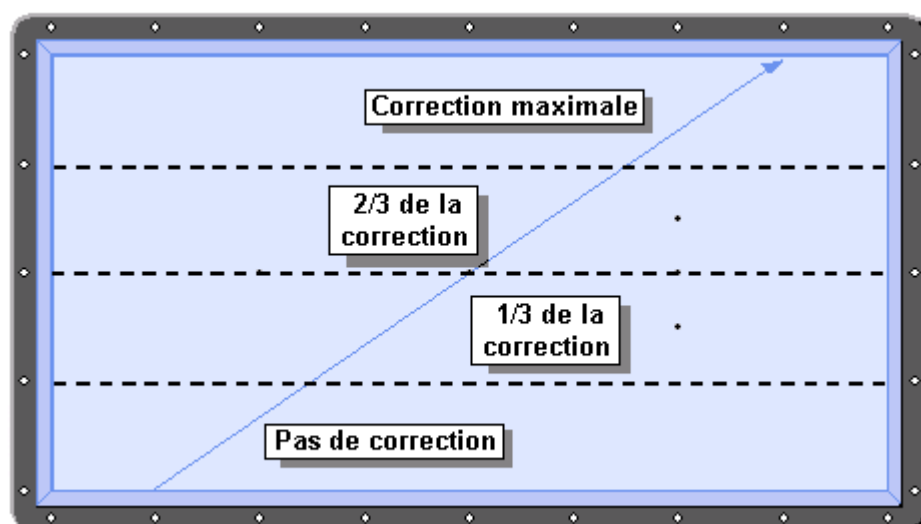 Correction maximale
2/3 de la
correction
1/3 de la
correction
Pas de correction